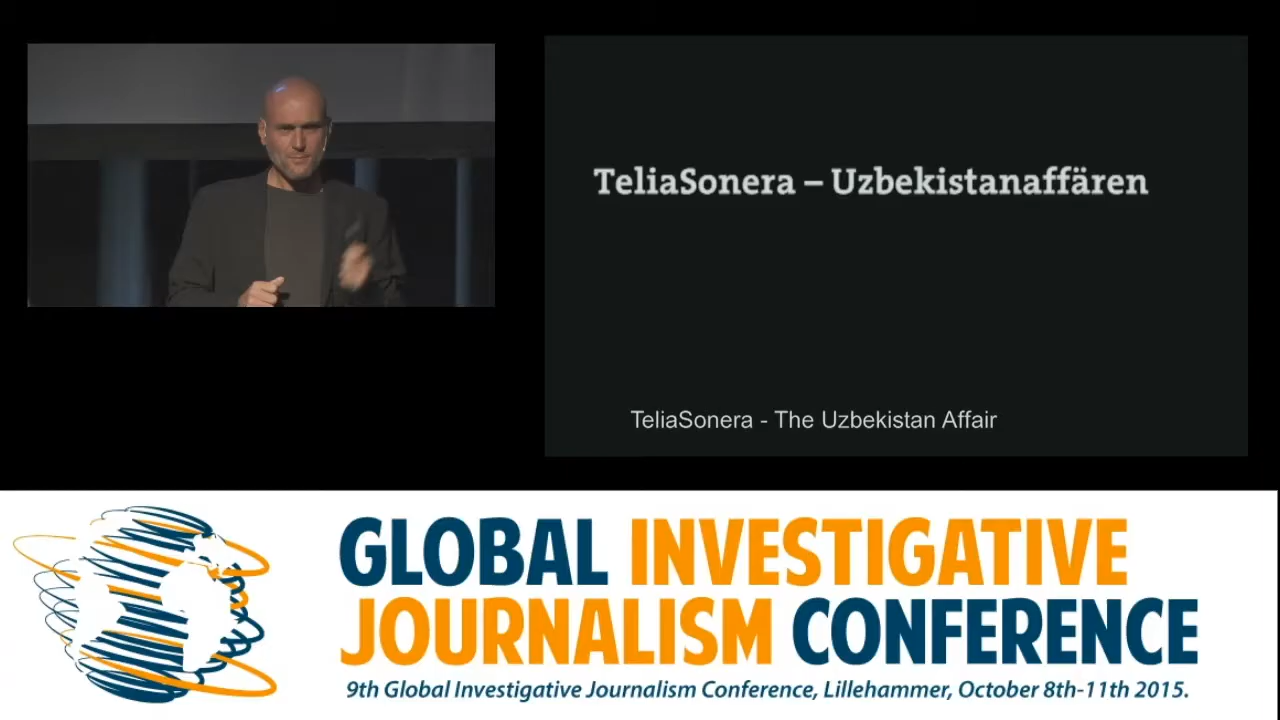 TeliaSonera – Uzbekistanaffären
TeliaSonera - The Uzbekistan Affair
GLOBAL INVESTIGATIVE
JOURNALISM CONFERENCE
9th Global Investigative Journalism Conference, Lillehammer, October 8th-11th 2015.